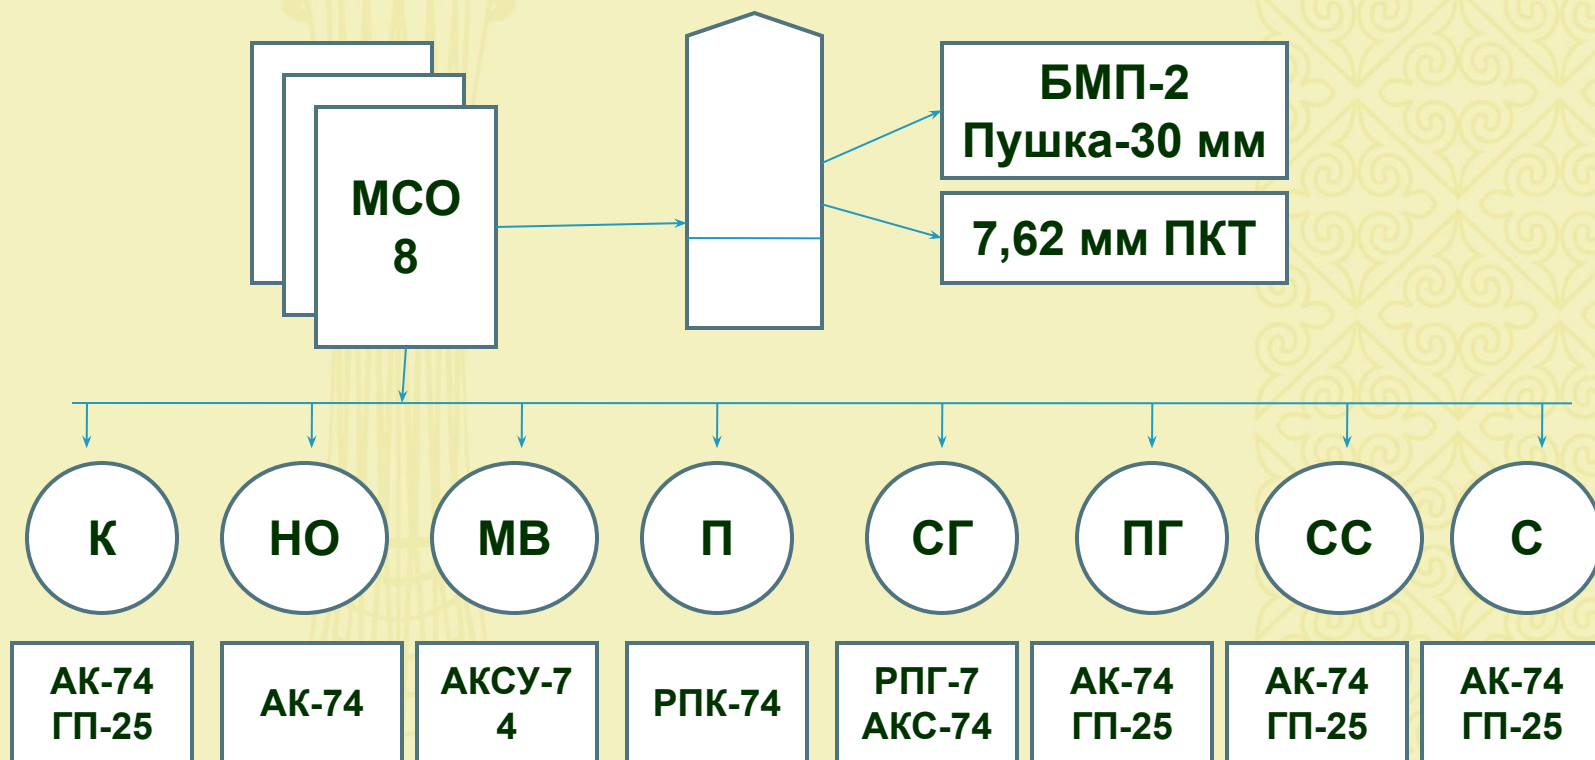 МСО
8
БМП-2
Пушка-30 мм
7,62 мм ПКТ
К
НО
МВ
П
СГ
ПГ
СС
С
АК-74
ГП-25
АК-74
АКСУ-7
4
РПК-74
РПГ-7
АКС-74
АК-74
ГП-25
АК-74
ГП-25
АК-74
ГП-25